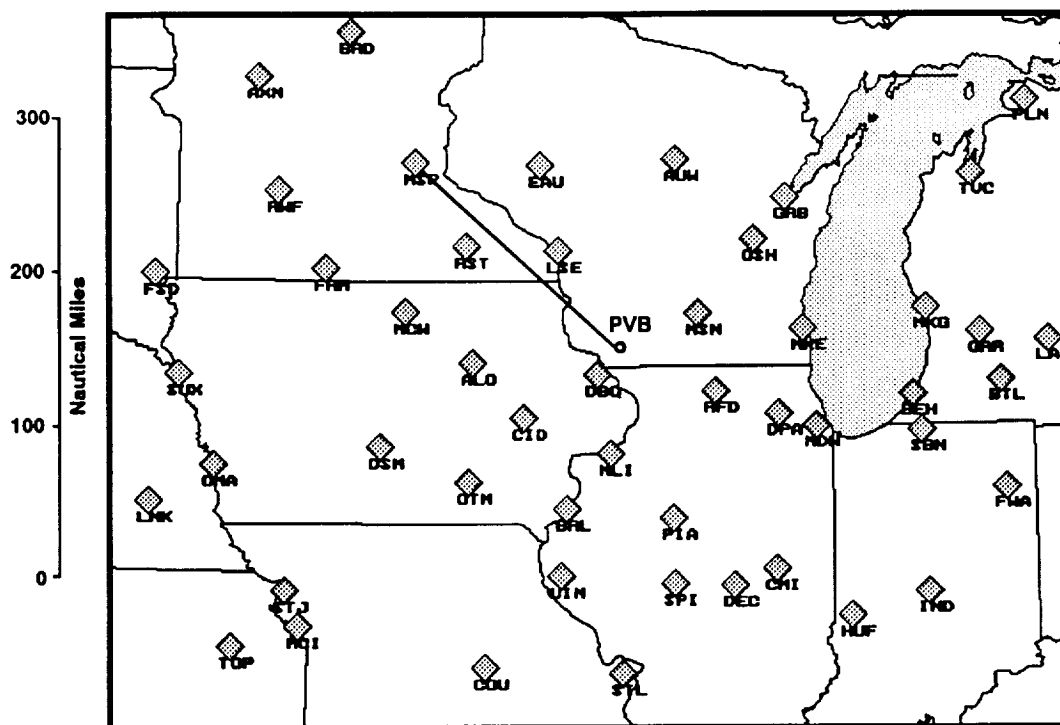 BRD
AXN
300
PLN
MSP
EAU
AUW
TVC
RWF
GRB
RST
LSE
OSH
200
FSD
FRM
MCW
PVB
MSN
MKE
MKG
GRR
LA
Nautical Miles
SUX
ALO
DBQ
RFD
BEH
BTL
100
CID
DPA
MDW
SBN
DSM
MLI
OMA
OTM
LNK
BRL
PIA
FWA
0
UIN
SPI
DEC
CMI
STJ
IND
MCI
HUF
TOP
COU
STL